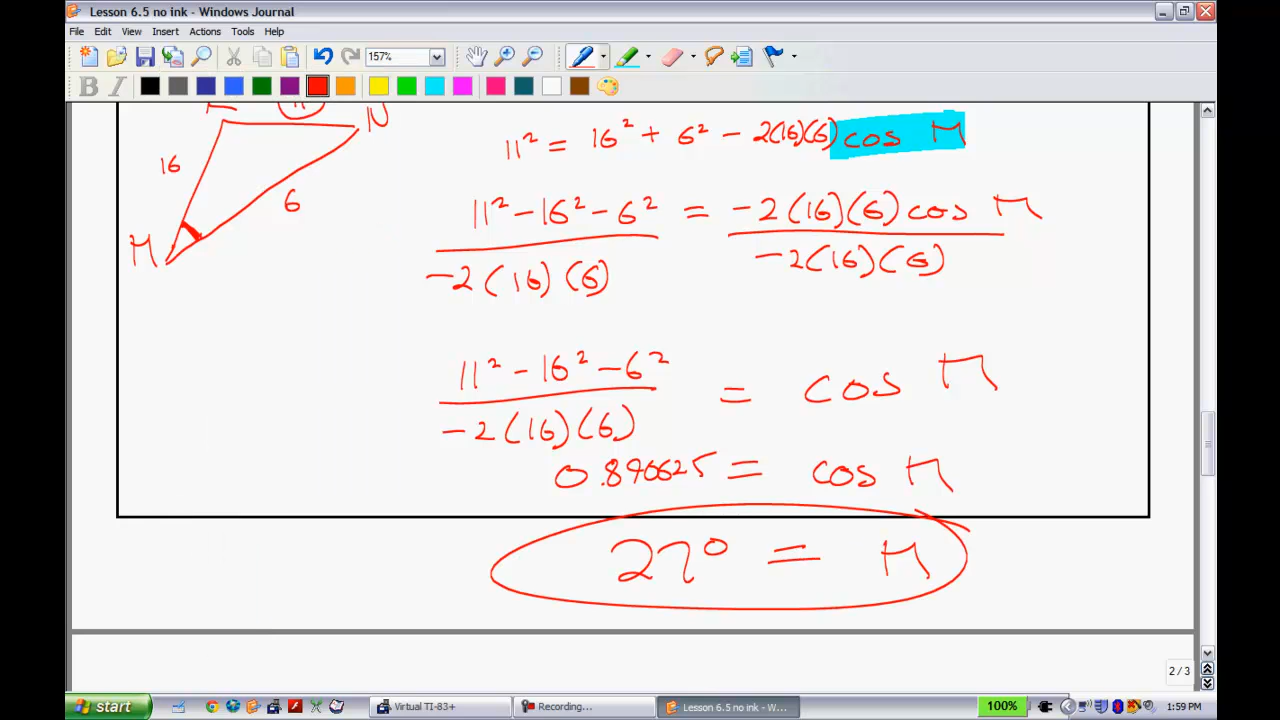 Lesson 6.5 no ink - Windows Journal
File Edit View Insert Actions Tools Help
157%
B I
N
11² = 16² + 6² - 2(16)(6) cos M
16
6
11² - 16² - 6² = -2(16)(6) cos M
-2(16)(6) -2(16)(6)
M
11² - 16² - 6² = cos M
-2(16)(6)
0.890625 = cos M
27° = M
2 / 3
start Virtual TI-83+ Recording... Lesson 6.5 no ink - W... 100% 1:59 PM